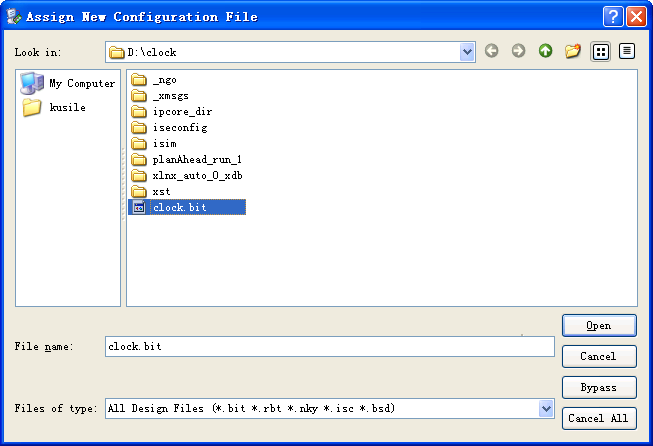 Assign New Configuration File
Look in: D:\clock
My Computer
kusile
_ngo
_xmsgs
ipcore_dir
iseconfig
isim
planAhead_run_1
xlnx_auto_0_xdb
xst
clock.bit
Open
File name: clock.bit
Cancel
Bypass
Files of type: All Design Files (*.bit *.rbt *.nky *.isc *.bsd)
Cancel All